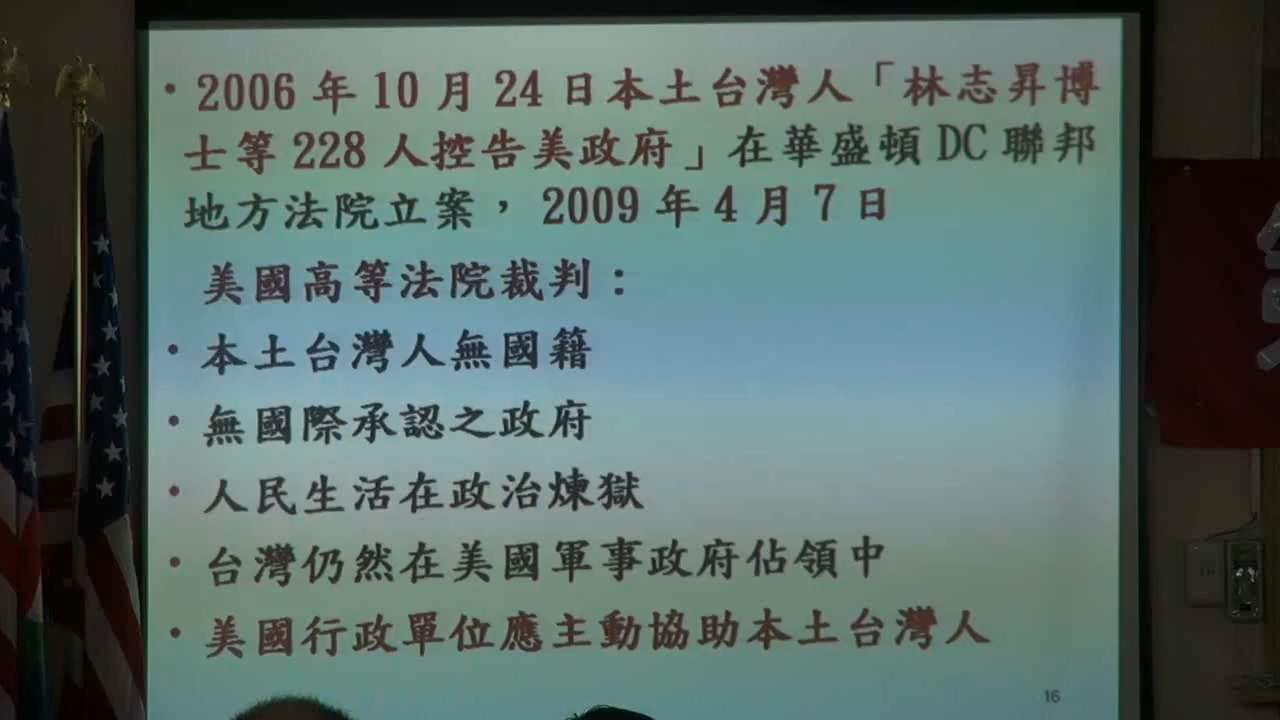 • 2006 年 10 月 24 日本土台灣人「林志昇博
士等 228 人控告美政府」在華盛頓 DC 聯邦
地方法院立案， 2009 年 4 月 7 日
美國高等法院裁判：
• 本土台灣人無國籍
• 無國際承認之政府
• 人民生活在政治煉獄
• 台灣仍然在美國軍事政府佔領中
• 美國行政單位應主動協助本土台灣人
16